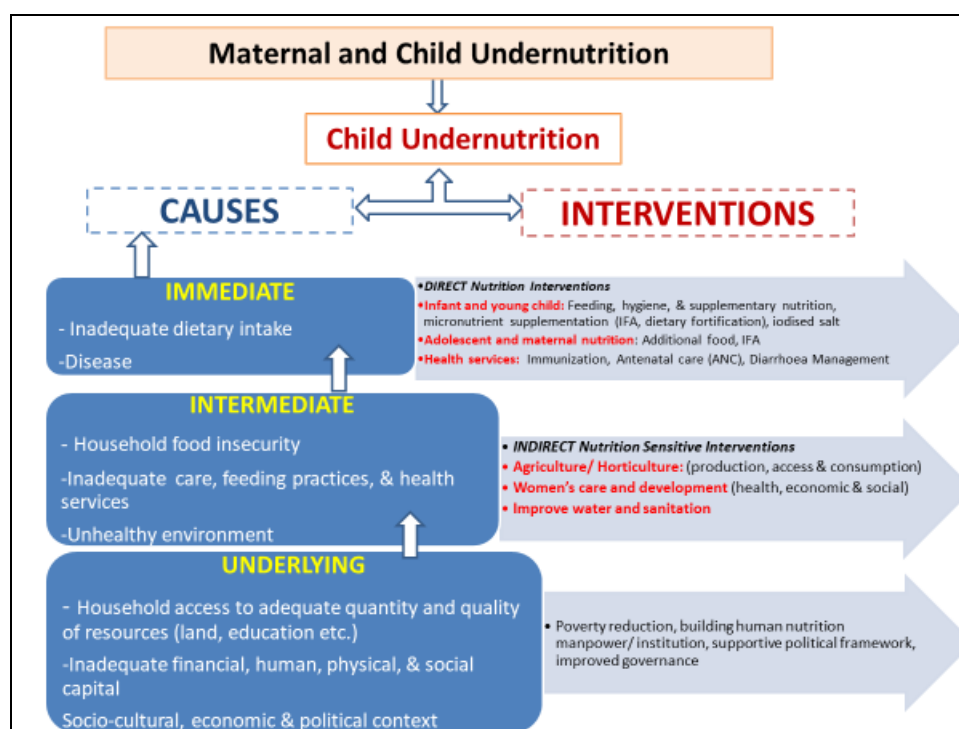 Maternal and Child Undernutrition
Child Undernutrition
CAUSES
INTERVENTIONS
IMMEDIATE
- Inadequate dietary intake
-Disease
•DIRECT Nutrition Interventions
•Infant and young child: Feeding, hygiene, & supplementary nutrition,
micronutrient supplementation (IFA, dietary fortification), iodised salt
•Adolescent and maternal nutrition: Additional food, IFA
•Health services: Immunization, Antenatal care (ANC), Diarrhoea Management
INTERMEDIATE
- Household food insecurity
-Inadequate care, feeding practices, & health
services
-Unhealthy environment
• INDIRECT Nutrition Sensitive Interventions
• Agriculture/ Horticulture: (production, access & consumption)
• Women's care and development (health, economic & social)
• Improve water and sanitation
UNDERLYING
- Household access to adequate quantity and quality
of resources (land, education etc.)
-Inadequate financial, human, physical, & social
capital
Socio-cultural, economic & political context
• Poverty reduction, building human nutrition
manpower/ institution, supportive political framework,
improved governance